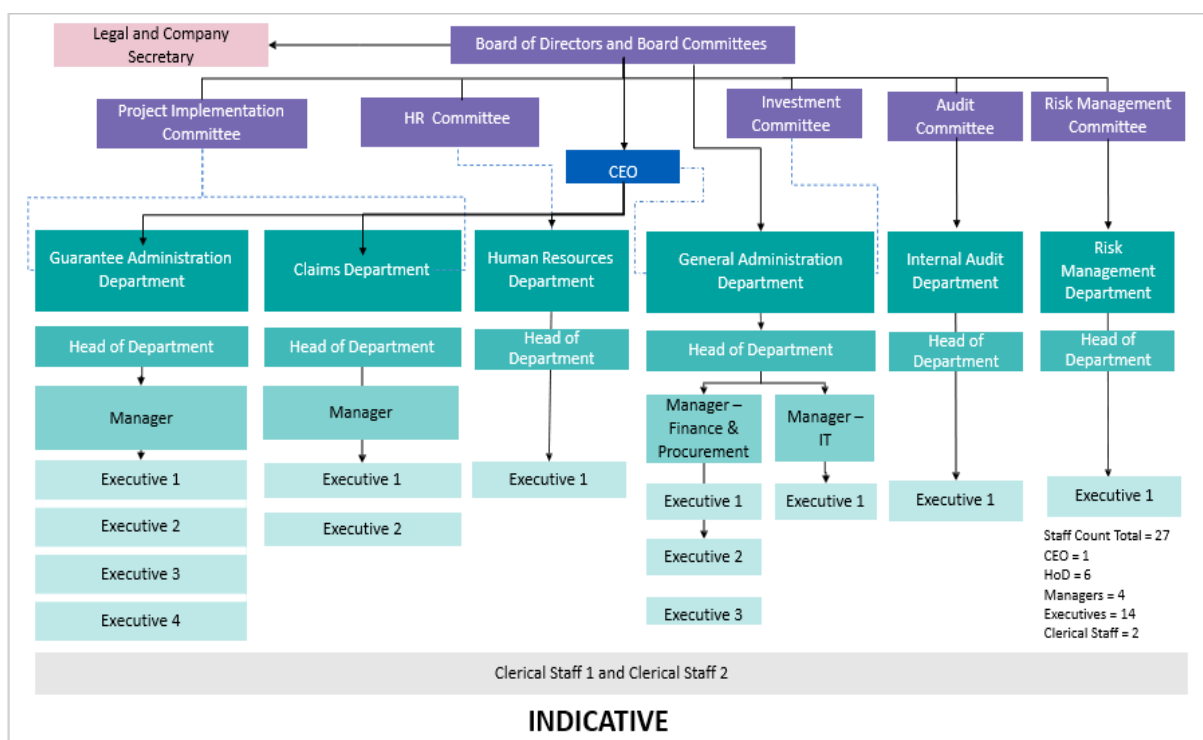 Legal and Company
Secretary
Board of Directors and Board Committees
Project Implementation
Committee
HR Committee
Investment
Committee
Audit
Committee
Risk Management
Committee
CEO
Guarantee Administration
Department
Claims Department
Human Resources
Department
General Administration
Department
Internal Audit
Department
Risk
Management
Department
Head of Department
Head of Department
Head of
Department
Head of Department
Head of
Department
Head of
Department
Manager
Manager
Manager –
Finance &
Procurement
Manager –
IT
Executive 1
Executive 2
Executive 3
Executive 4
Executive 1
Executive 2
Executive 1
Executive 1
Executive 2
Executive 3
Executive 1
Executive 1
Executive 1
Staff Count Total = 27
CEO = 1
HoD = 6
Managers = 4
Executives = 14
Clerical Staff = 2
Clerical Staff 1 and Clerical Staff 2
INDICATIVE